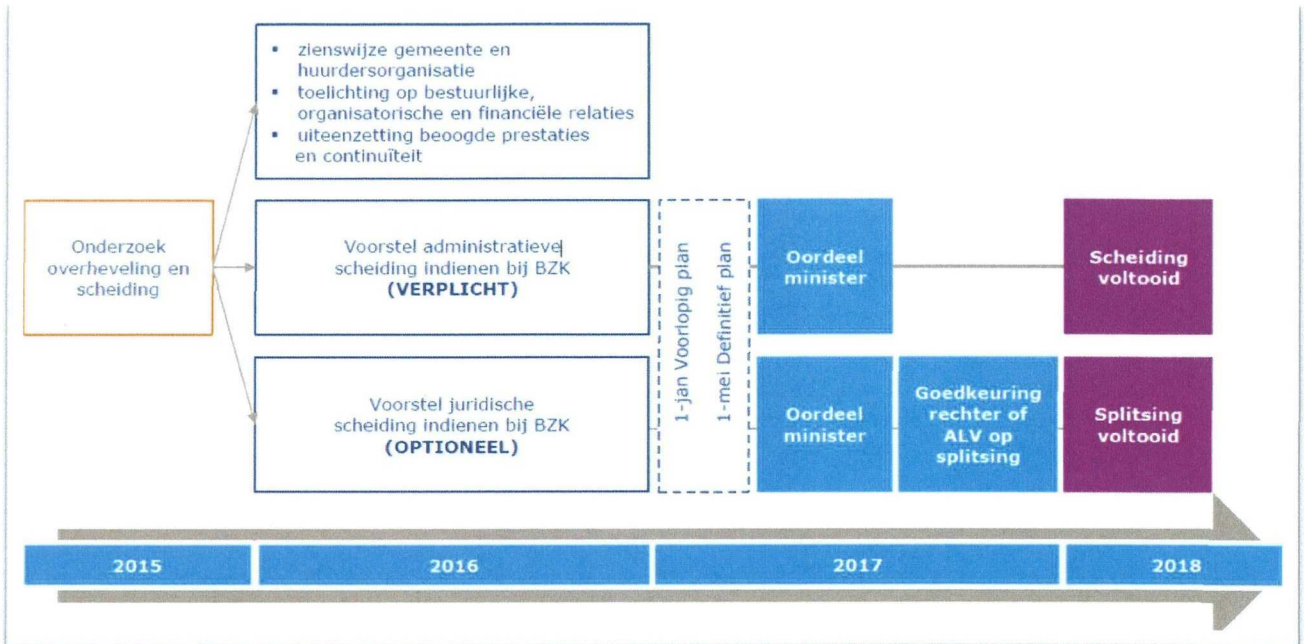 ▪ zienswijze gemeente en
huurdersorganisatie
▪ toelichting op bestuurlijke,
organisatorische en financiële relaties
▪ uiteenzetting beoogde prestaties
en continuïteit
Onderzoek
overheveling en
scheiding
Voorstel administratieve
scheiding indienen bij BZK
(VERPLICHT)
Voorstel juridische
scheiding indienen bij BZK
(OPTIONEEL)
1-jan Voorlopig plan
1-mei Definitief plan
Oordeel
minister
Scheiding
voltooid
Oordeel
minister
Goedkeuring
rechter of
ALV op
splitsing
Splitsing
voltooid
2015
2016
2017
2018